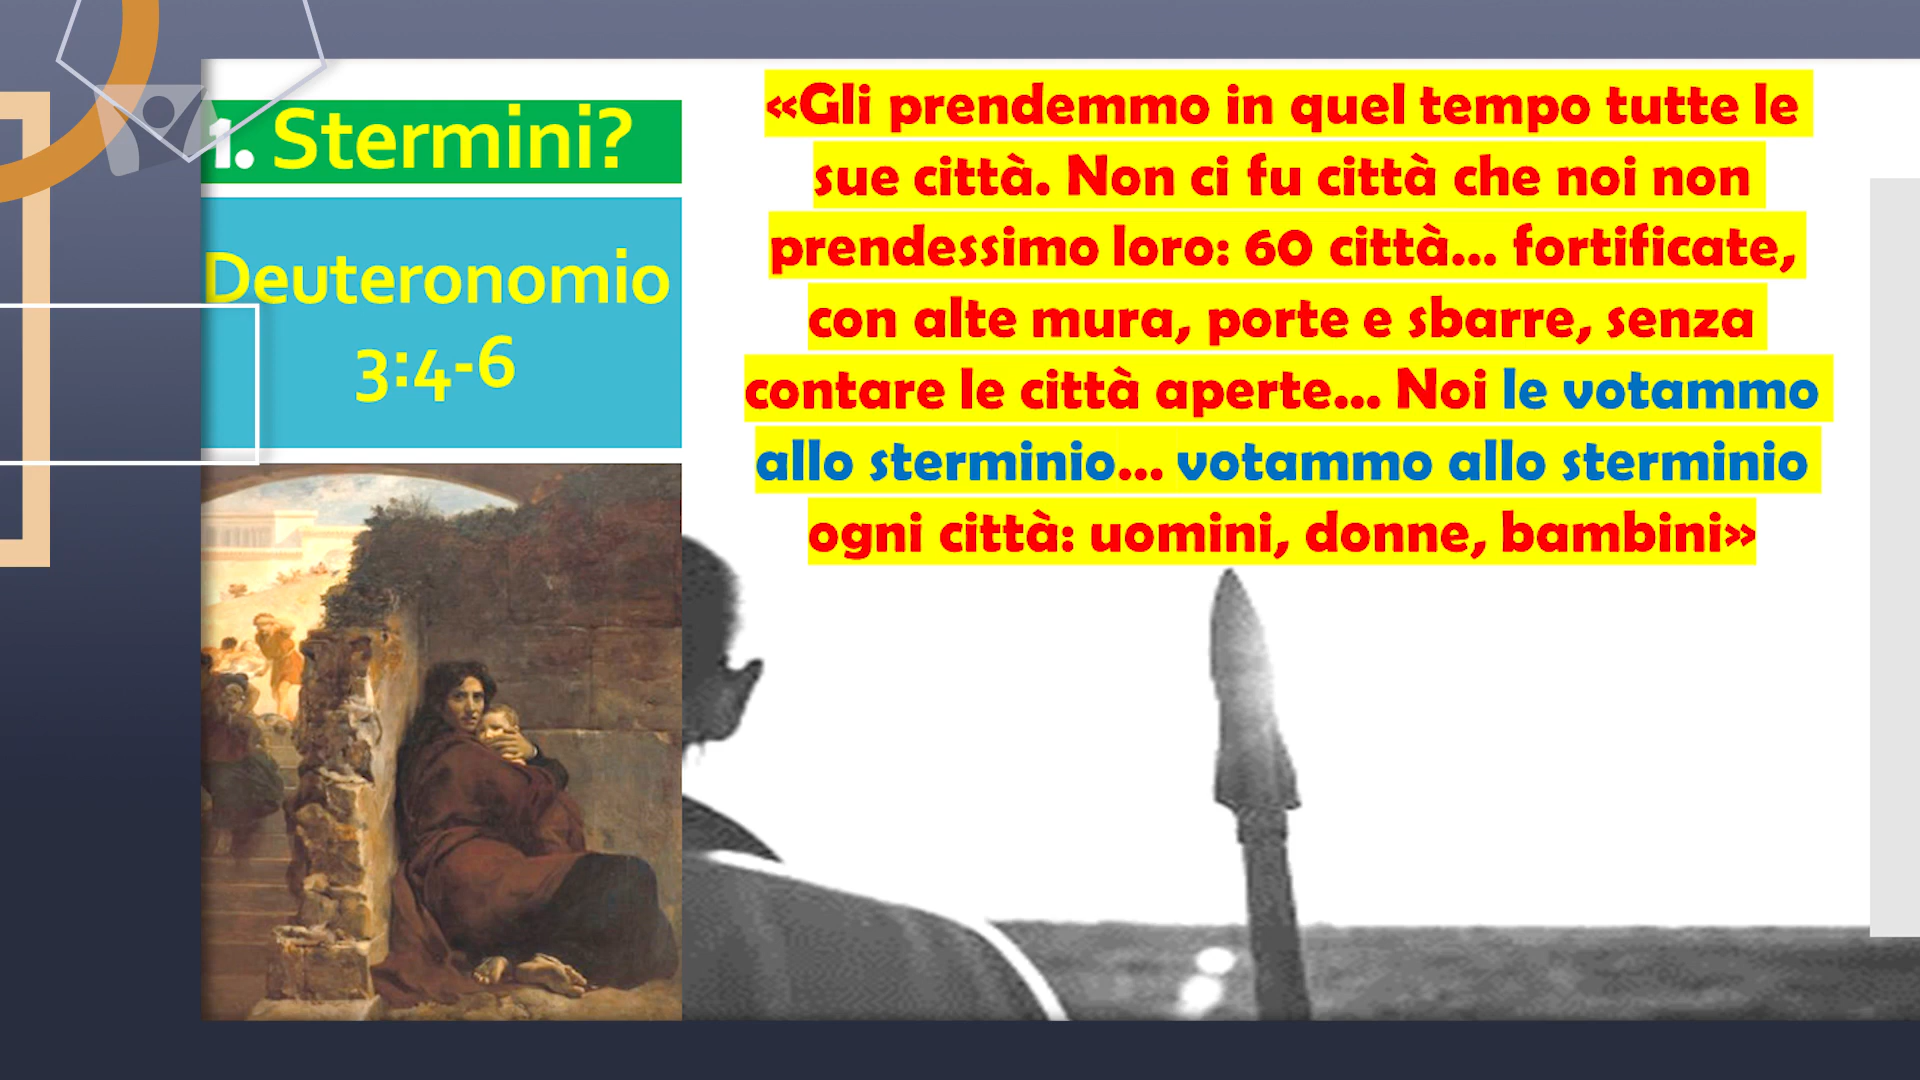 1. Stermini?
Deuteronomio
3:4-6
«Gli prendemmo in quel tempo tutte le
sue città. Non ci fu città che noi non
prendessimo loro: 60 città... fortificate,
con alte mura, porte e sbarre, senza
contare le città aperte... Noi le votammo
allo sterminio... votammo allo sterminio
ogni città: uomini, donne, bambini»